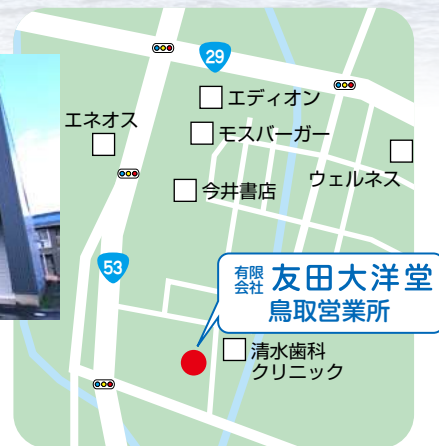 29
エディオン
エネオス
モスバーガー
ウェルネス
今井書店
53
有限会社 友田大洋堂
鳥取営業所
清水歯科
クリニック